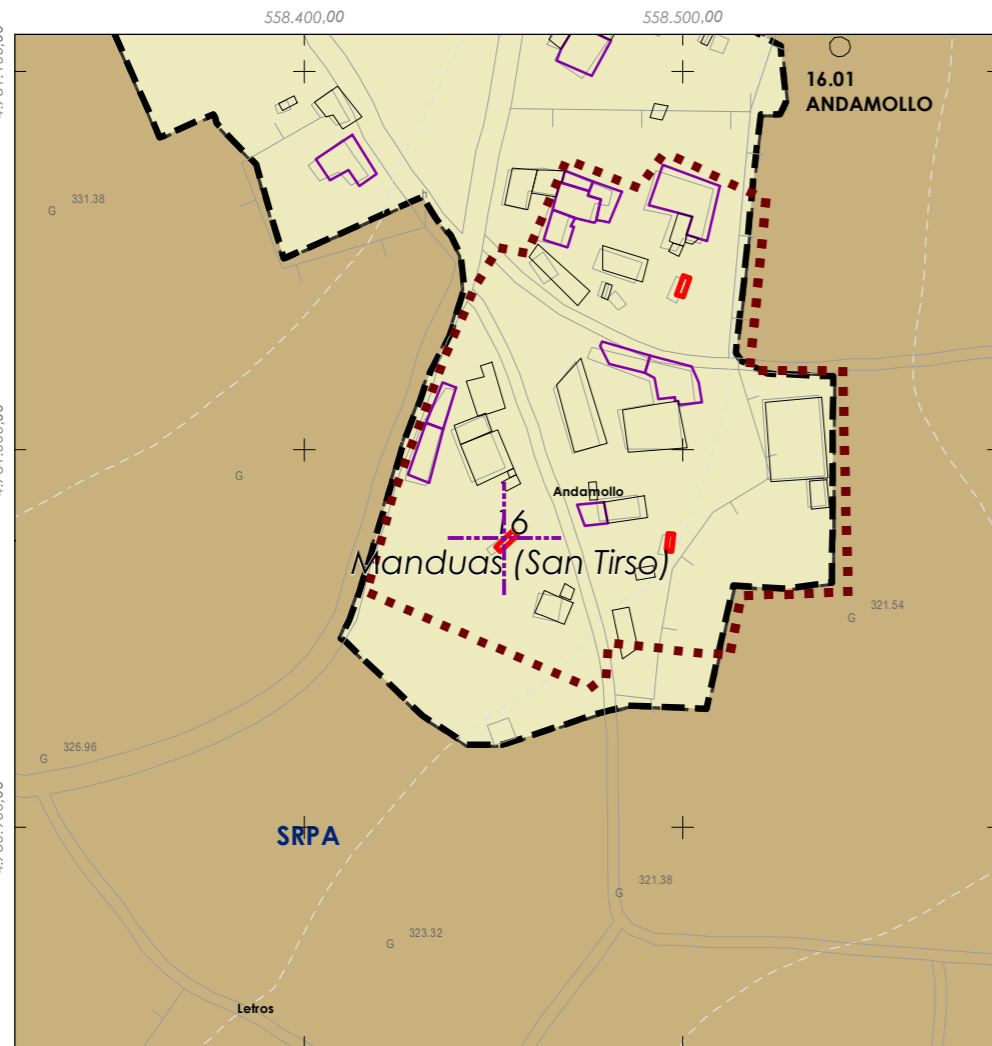 558.400,00
558.500,00
16.01
ANDAMOLLO
h
G
331.38
G
Andamollo
16
Manduas (San Tirso)
G
321.54
G
326.96
SRPA
G
321.38
G
323.32
Letros